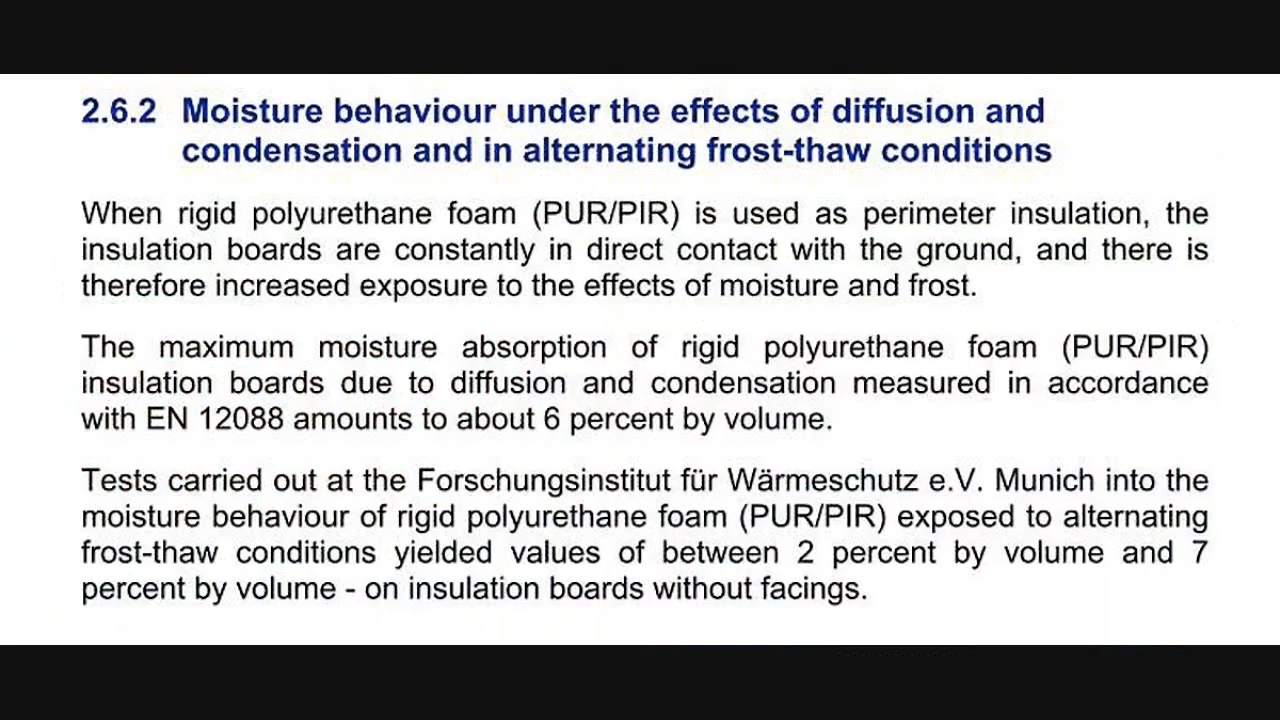 2.6.2 Moisture behaviour under the effects of diffusion and
condensation and in alternating frost-thaw conditions
When rigid polyurethane foam (PUR/PIR) is used as perimeter insulation, the
insulation boards are constantly in direct contact with the ground, and there is
therefore increased exposure to the effects of moisture and frost.
The maximum moisture absorption of rigid polyurethane foam (PUR/PIR)
insulation boards due to diffusion and condensation measured in accordance
with EN 12088 amounts to about 6 percent by volume.
Tests carried out at the Forschungsinstitut für Wärmeschutz e.V. Munich into the
moisture behaviour of rigid polyurethane foam (PUR/PIR) exposed to alternating
frost-thaw conditions yielded values of between 2 percent by volume and 7
percent by volume - on insulation boards without facings.